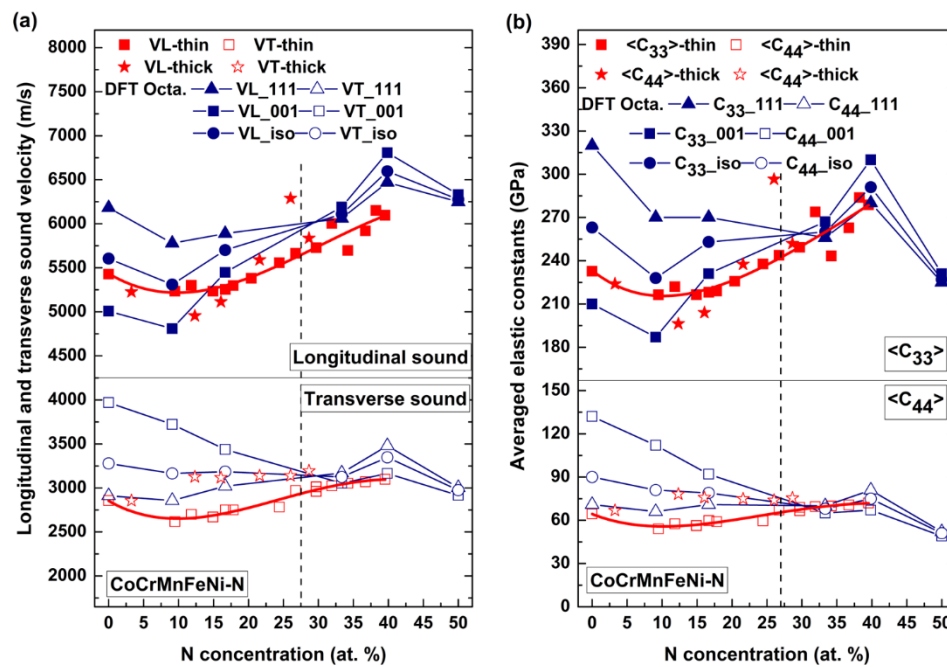 (a)
VL-thin VT-thin
VL-thick VT-thick
DFT Octa. VL_111 VT_111
VL_001 VT_001
VL_iso VT_iso
Longitudinal and transverse sound velocity (m/s)
8000
7500
7000
6500
6000
5500
5000
4500
4000
3500
3000
2500
2000
Longitudinal sound
Transverse sound
CoCrMnFeNi-N
0 5 10 15 20 25 30 35 40 45 50
N concentration (at. %)
(b)
<C33>-thin <C44>-thin
<C44>-thick <C44>-thick
DFT Octa. C33_111 C44_111
C33_001 C44_001
C33_iso C44_iso
Averaged elastic constants (GPa)
390
360
330
300
270
240
210
180
150
120
90
60
30
0
<C33>
<C44>
CoCrMnFeNi-N
0 5 10 15 20 25 30 35 40 45 50
N concentration (at. %)